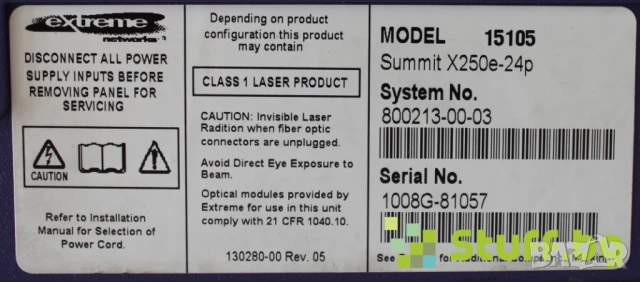 extreme
networks
DISCONNECT ALL POWER
SUPPLY INPUTS BEFORE
REMOVING PANEL FOR
SERVICING
CAUTION
Refer to Installation
Manual for Selection of
Power Cord.
Depending on product
configuration this product
may contain
CLASS 1 LASER PRODUCT
CAUTION: Invisible Laser
Radition when fiber optic
connectors are unplugged.
Avoid Direct Eye Exposure to
Beam.
Optical modules provided by
Extreme for use in this unit
comply with 21 CFR 1040.10.
130280-00 Rev. 05
MODEL 15105
Summit X250e-24p
System No.
800213-00-03
Serial No.
1008G-81057
See